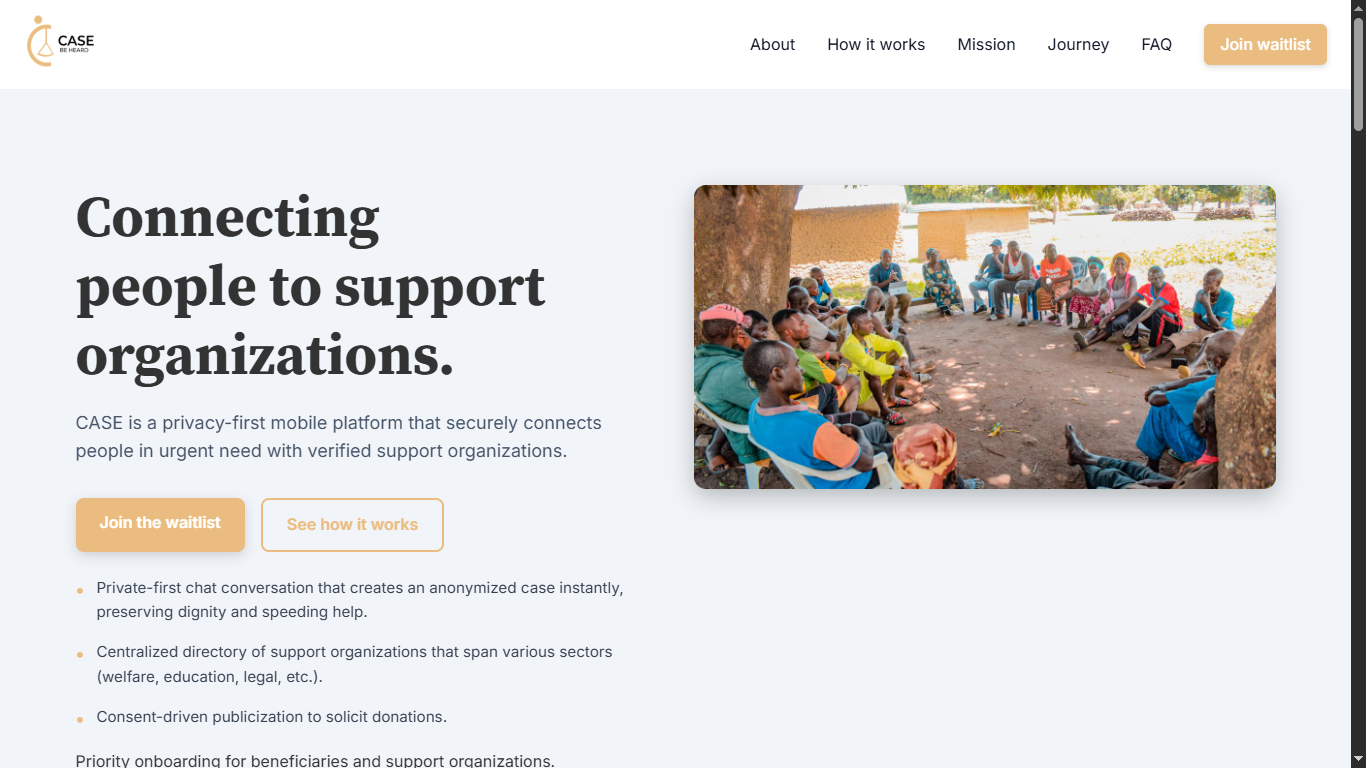 CASE
BE HEARD
About
How it works
Mission
Journey
FAQ
Join waitlist
Connecting
people to support
organizations.
CASE is a privacy-first mobile platform that securely connects
people in urgent need with verified support organizations.
Join the waitlist
See how it works
Private-first chat conversation that creates an anonymized case instantly,
preserving dignity and speeding help.
Centralized directory of support organizations that span various sectors
(welfare, education, legal, etc.).
Consent-driven publicization to solicit donations.
Priority onboarding for beneficiaries and support organizations.